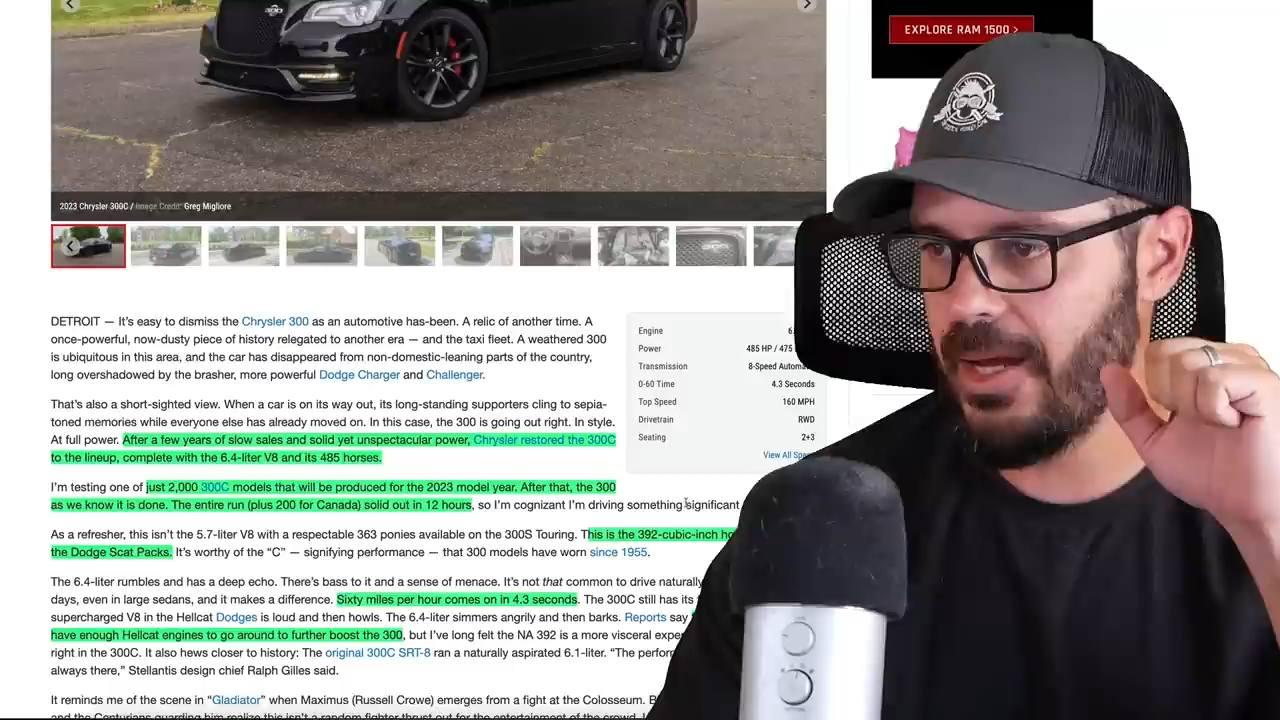 300
EXPLORE RAM 1500 >
2023 Chrysler 300C / Image Credit: Greg Migliore
DETROIT — It's easy to dismiss the Chrysler 300 as an automotive has-been. A relic of another time. A
once-powerful, now-dusty piece of history relegated to another era — and the taxi fleet. A weathered 300
is ubiquitous in this area, and the car has disappeared from non-domestic-leaning parts of the country,
long overshadowed by the brasher, more powerful Dodge Charger and Challenger.
That's also a short-sighted view. When a car is on its way out, its long-standing supporters cling to sepia-
toned memories while everyone else has already moved on. In this case, the 300 is going out right. In style.
At full power. After a few years of slow sales and solid yet unspectacular power, Chrysler restored the 300C
to the lineup, complete with the 6.4-liter V8 and its 485 horses.
Engine
Power 485 HP / 475
Transmission 8-Speed
0-60 Time 4.3 Seconds
Top Speed 160 MPH
Drivetrain RWD
Seating 2+3
View All
I'm testing one of just 2,000 300C models that will be produced for the 2023 model year. After that, the 300
as we know it is done. The entire run (plus 200 for Canada) solid out in 12 hours, so I'm cognizant I'm driving something significant
As a refresher, this isn't the 5.7-liter V8 with a respectable 363 ponies available on the 300S Touring. This is the 392-cubic-inch
the Dodge Scat Packs. It's worthy of the “C” — signifying performance — that 300 models have worn since 1955.
The 6.4-liter rumbles and has a deep echo. There's bass to it and a sense of menace. It's not that common to drive naturally
days, even in large sedans, and it makes a difference. Sixty miles per hour comes on in 4.3 seconds. The 300C still has its
supercharged V8 in the Hellcat Dodges is loud and then howls. The 6.4-liter simmers angrily and then barks. Reports say
have enough Hellcat engines to go around to further boost the 300, but I've long felt the NA 392 is a more visceral
right in the 300C. It also hews closer to history: The original 300C SRT-8 ran a naturally aspirated 6.1-liter. “The
always there,” Stellantis design chief Ralph Gilles said.
It reminds me of the scene in “Gladiator” when Maximus (Russell Crowe) emerges from a fight at the Colosseum.
and the Centurions guarding him realize this isn't a random fighter thrust out for the entertainment of the crowd.